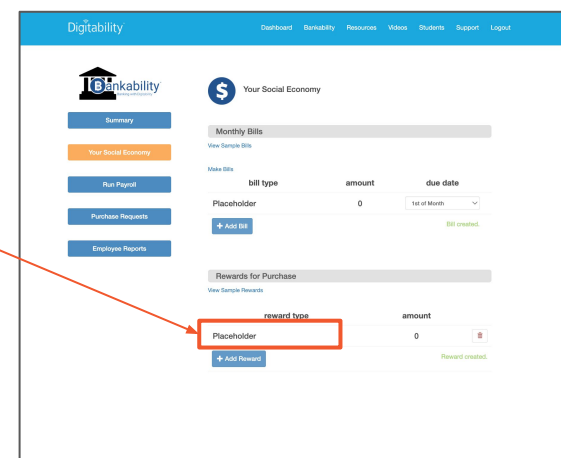 Digitability
Dashboard Bankability Resources Videos Students Support Logout
Bankability
Your Social Economy
Summary
Your Social Economy
Run Payroll
Purchase Requests
Employee Reports
Monthly Bills
View Sample Bills
Make Bills
bill type amount due date
Placeholder 0 1st of Month
+ Add Bill Bill created.
Rewards for Purchase
View Sample Rewards
reward type amount
Placeholder 0
+ Add Reward Reward created.